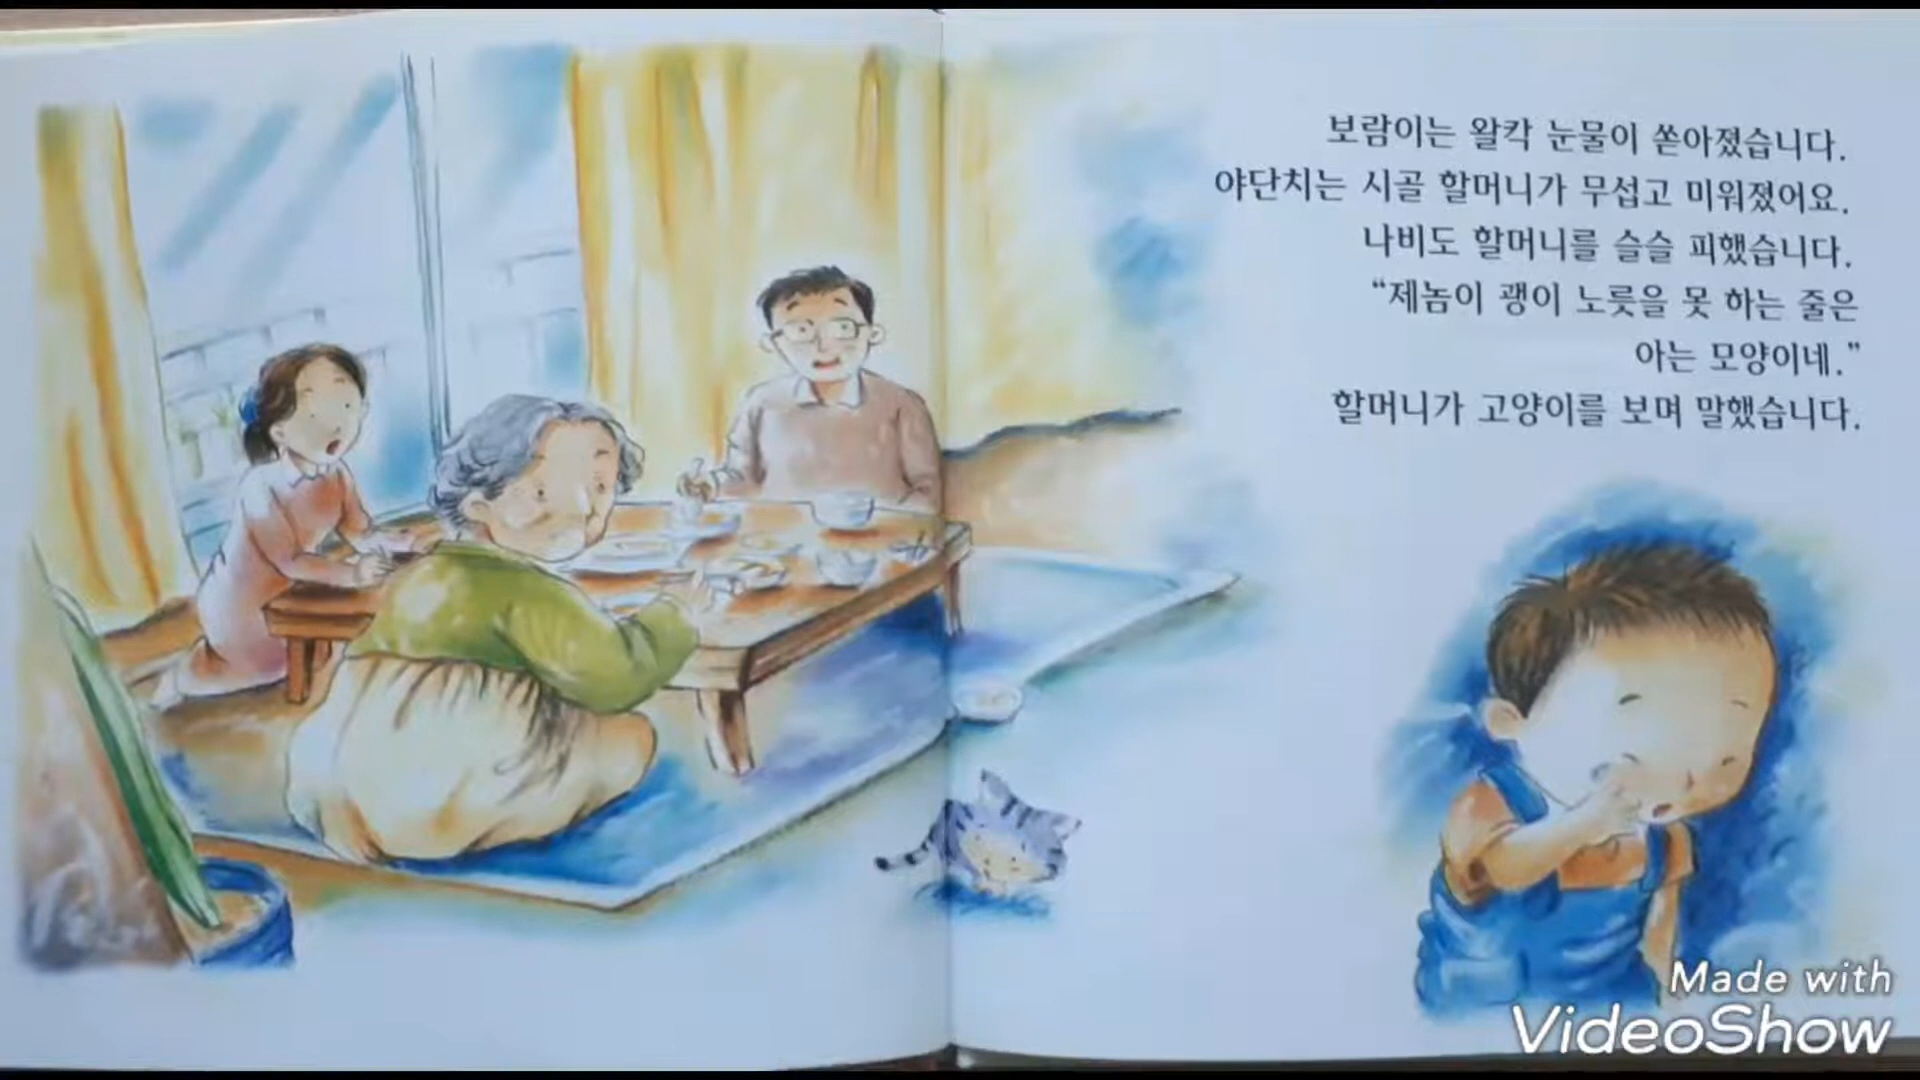 보람이는 왈칵 눈물이 쏟아졌습니다.
야단치는 시골 할머니가 무섭고 미워졌어요.
나비도 할머니를 슬슬 피했습니다.
“제놈이 괭이 노릇을 못 하는 줄은
아는 모양이네.”
할머니가 고양이를 보며 말했습니다.
Made with
VideoShow